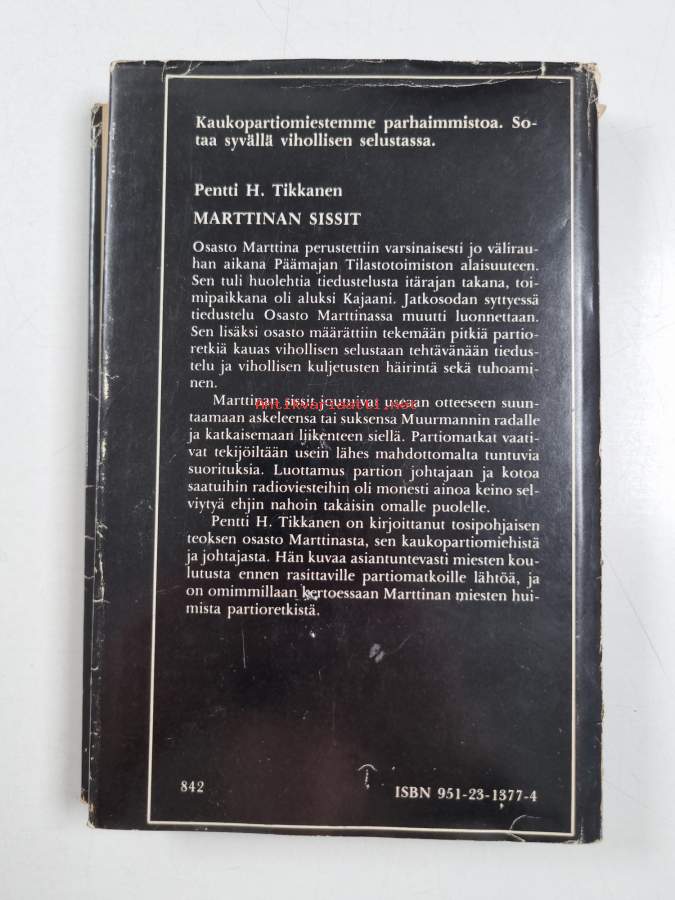 Kaukopartiomiestemme parhaimmistoa. So-
taa syvällä vihollisen selustassa.
Pentti H. Tikkanen
MARTTINAN SISSIT
Osasto Marttina perustettiin varsinaisesti jo välirau-
han aikana Päämajan Tilastotoimiston alaisuuteen.
Sen tuli huolehtia tiedustelusta itärajan takana, toi-
mipaikkana oli aluksi Kajaani. Jatkosodan syttyessä
tiedustelu Osasto Marttinassa muutti luonnettaan.
Sen lisäksi osasto määrättiin tekemään pitkiä partio-
retkiä kauas vihollisen selustaan tehtävänään tiedus-
telu ja vihollisen kuljetusten häirintä sekä tuhoami-
nen.
Marttinan sissit joutuivat useaan otteeseen suun-
Antikvariaatti.net
taamaan askeleensa tai suksensa Muurmannin radalle
ja katkaisemaan liikenteen siellä. Partiomatkat vaati-
vat tekijöiltään usein lähes mahdottomalta tuntuvia
suorituksia. Luottamus partion johtajaan ja kotoa
saatuihin radioviesteihin oli monesti ainoa keino sel-
viytyä ehjin nahoin takaisin omalle puolelle.
Pentti H. Tikkanen on kirjoittanut tosipohjaisen
teoksen osasto Marttinasta, sen kaukopartiomiehistä
ja johtajasta. Hän kuvaa asiantuntevasti miesten kou-
lutusta ennen rasittaville partiomatkoille lähtöä, ja
on omimmillaan kertoessaan Marttinan miesten hui-
mista partioretkistä.
842
ISBN 951-23-1377-4